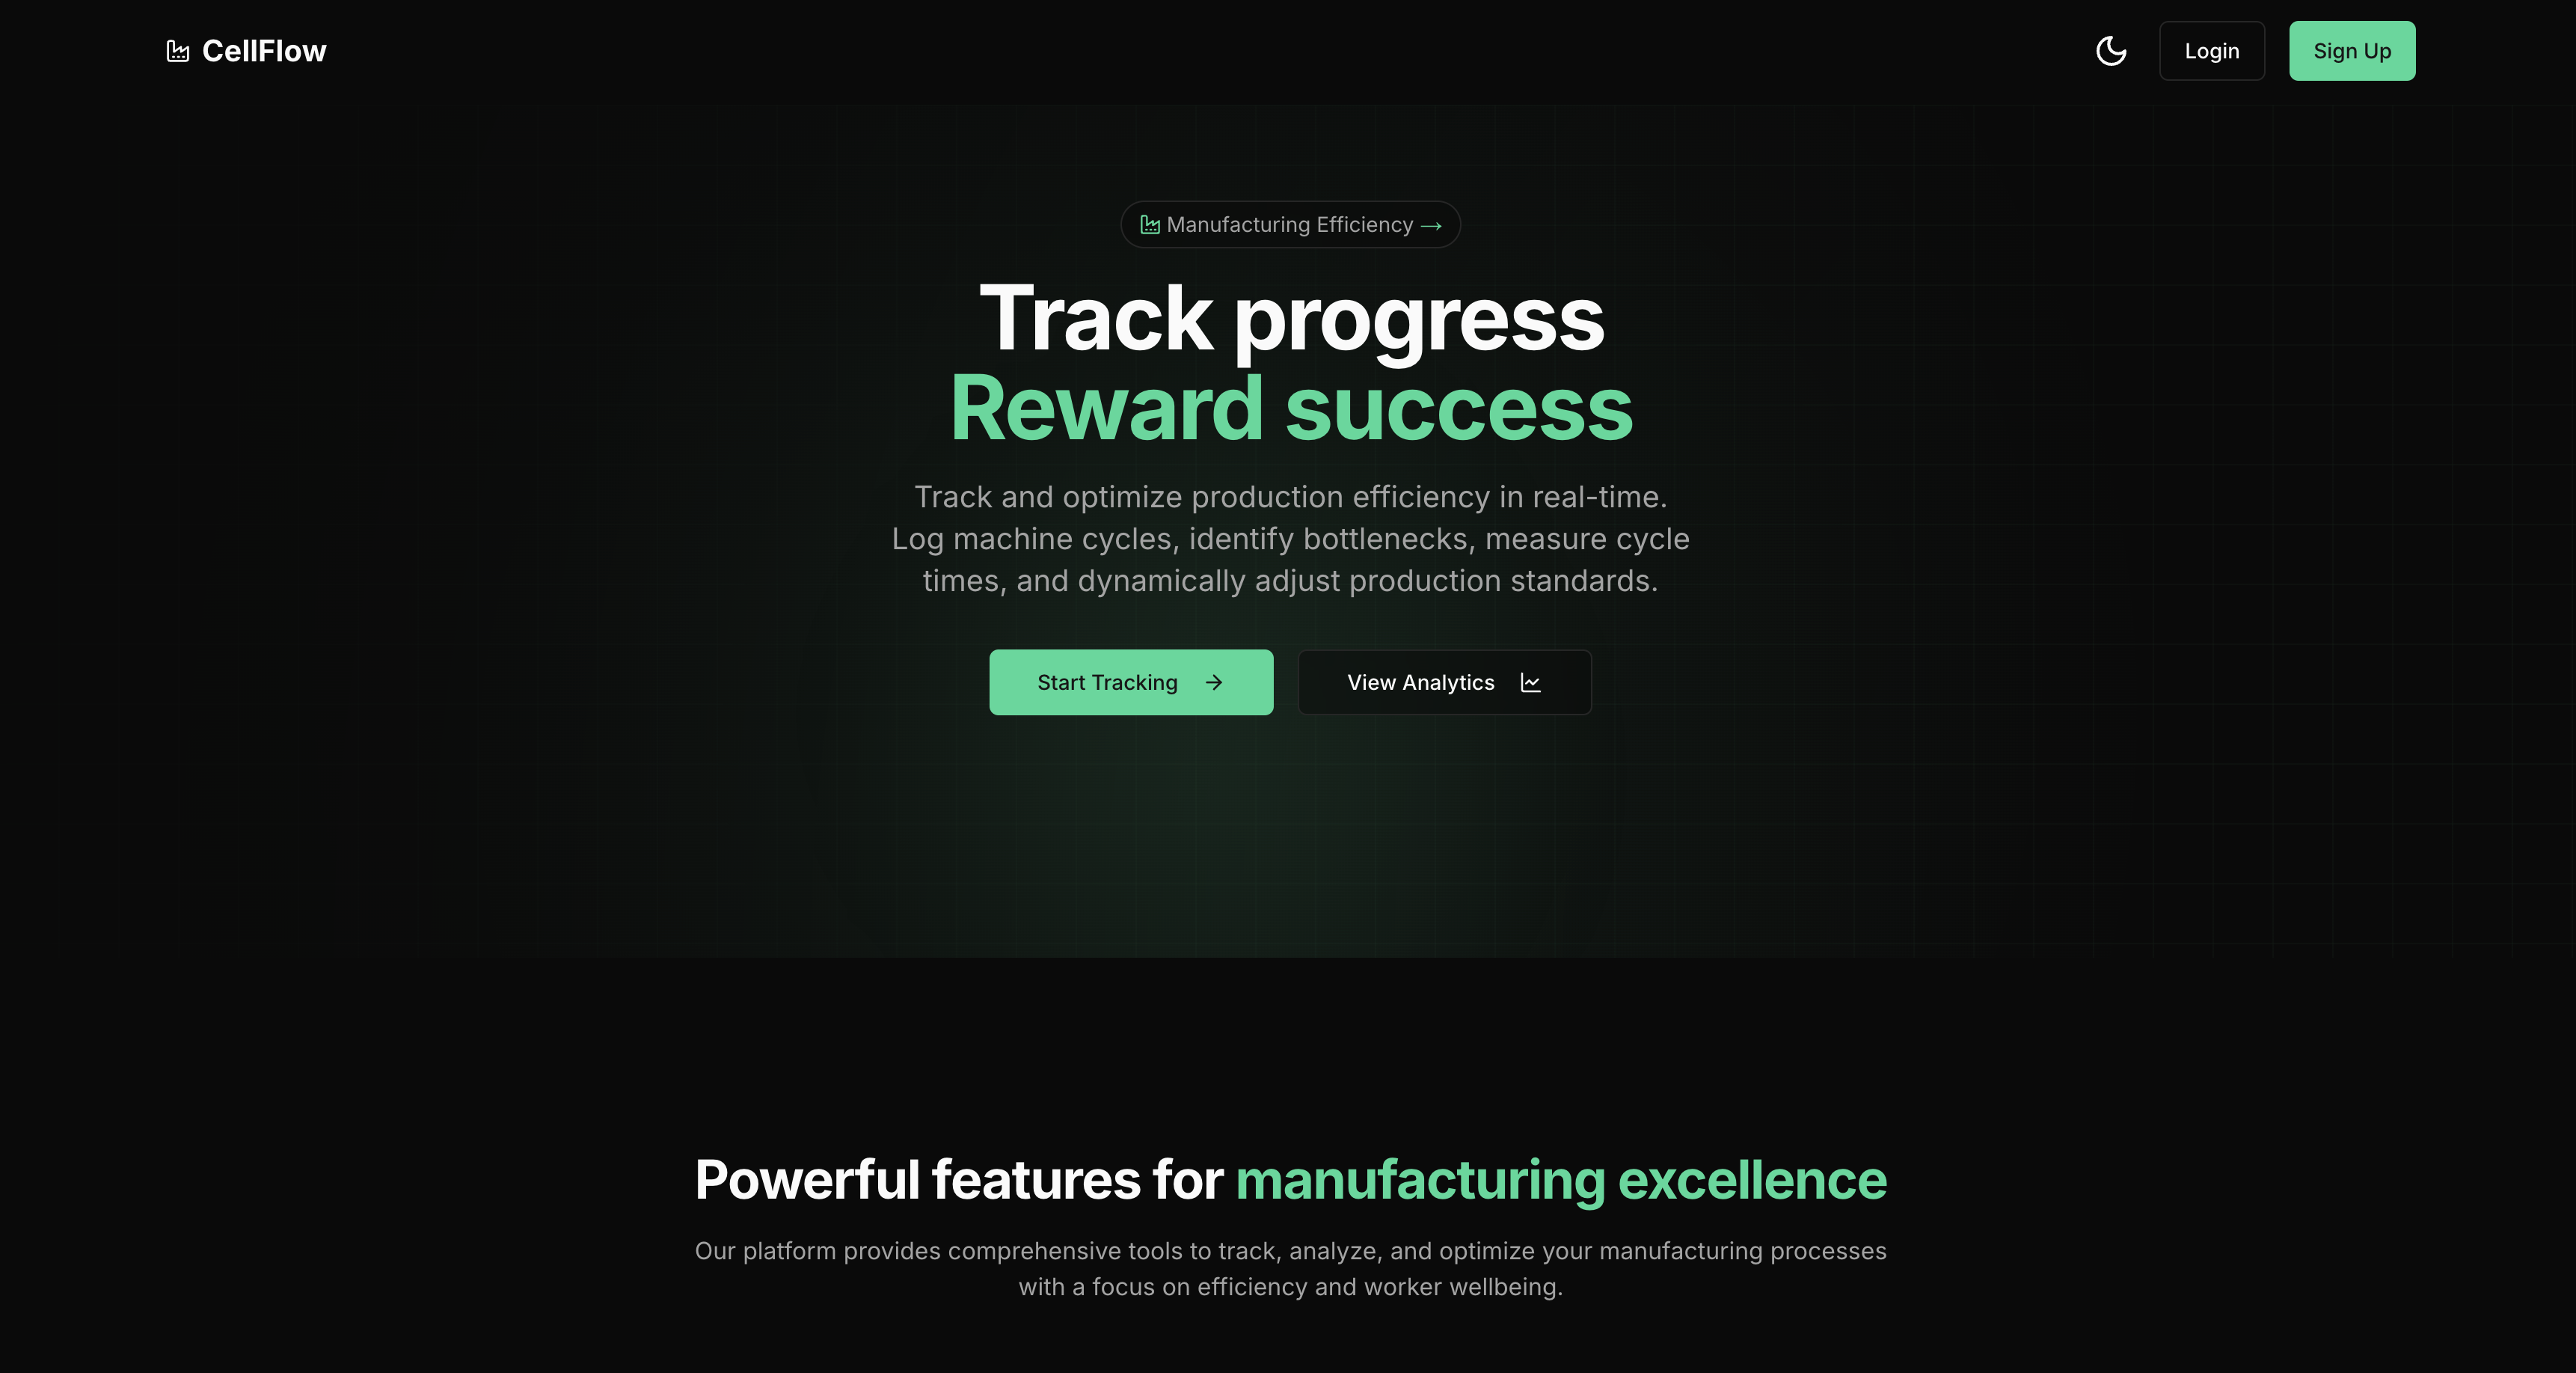 CellFlow
Login
Sign Up
Manufacturing Efficiency →
Track progress
Reward success
Track and optimize production efficiency in real-time.
Log machine cycles, identify bottlenecks, measure cycle
times, and dynamically adjust production standards.
Start Tracking →
View Analytics
Powerful features for manufacturing excellence
Our platform provides comprehensive tools to track, analyze, and optimize your manufacturing processes
with a focus on efficiency and worker wellbeing.